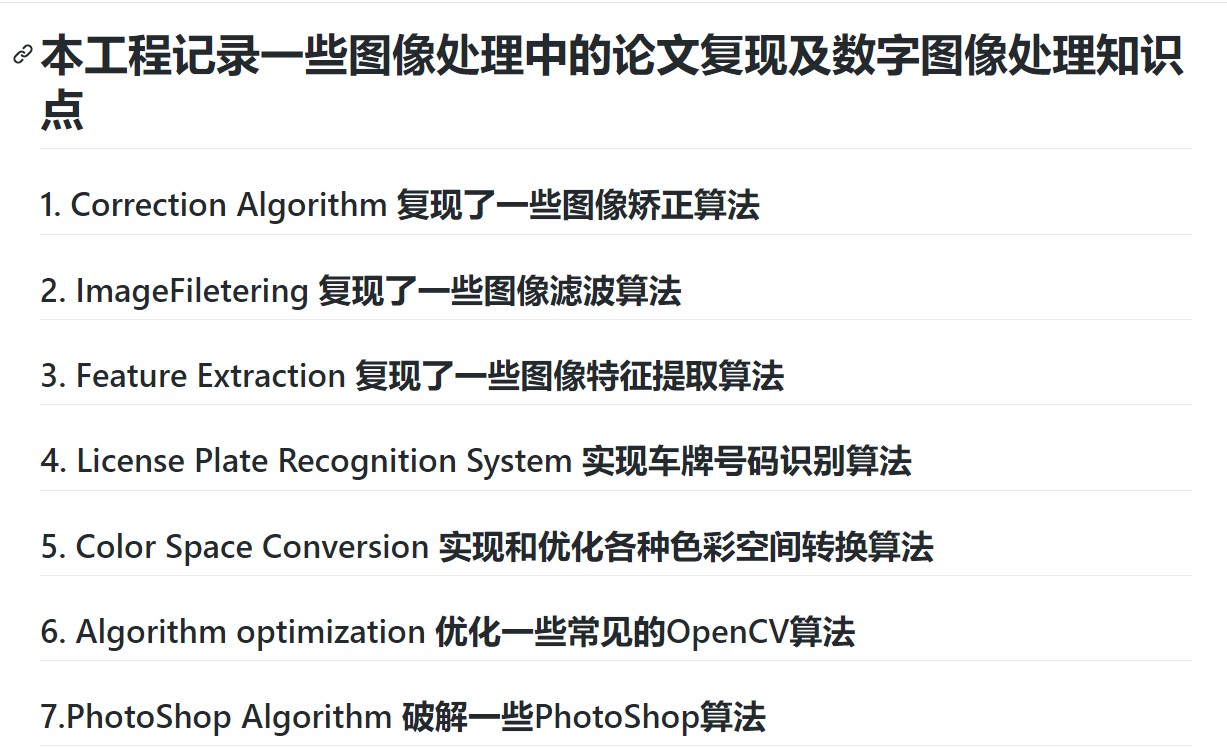 本工程记录一些图像处理中的论文复现及数字图像处理知识
点
1. Correction Algorithm 复现了一些图像矫正算法
2. ImageFiletering 复现了一些图像滤波算法
3. Feature Extraction 复现了一些图像特征提取算法
4. License Plate Recognition System 实现车牌号码识别算法
5. Color Space Conversion 实现和优化各种色彩空间转换算法
6. Algorithm optimization 优化一些常见的OpenCV算法
7.PhotoShop Algorithm 破解一些PhotoShop算法